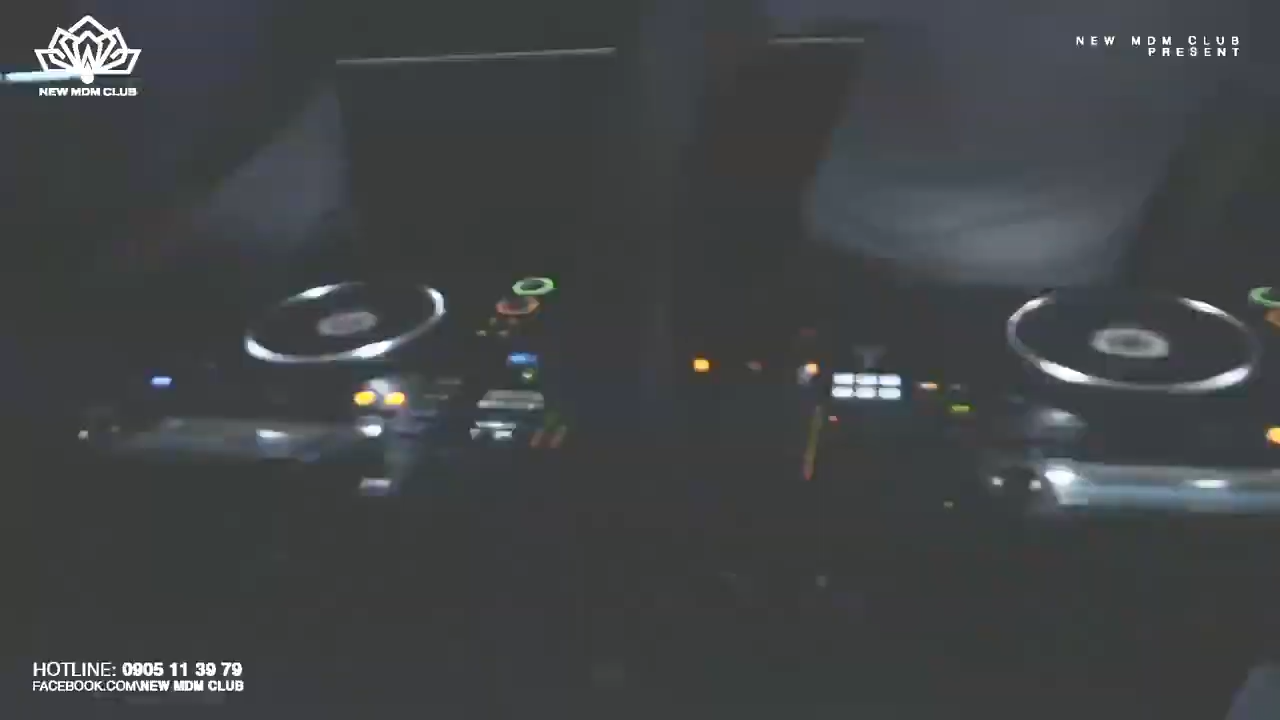 NEW MDM CLUB
NEW MDM CLUB
PRESENT
HOTLINE: 0905 11 39 79
FACEBOOK.COM\NEW MDM CLUB